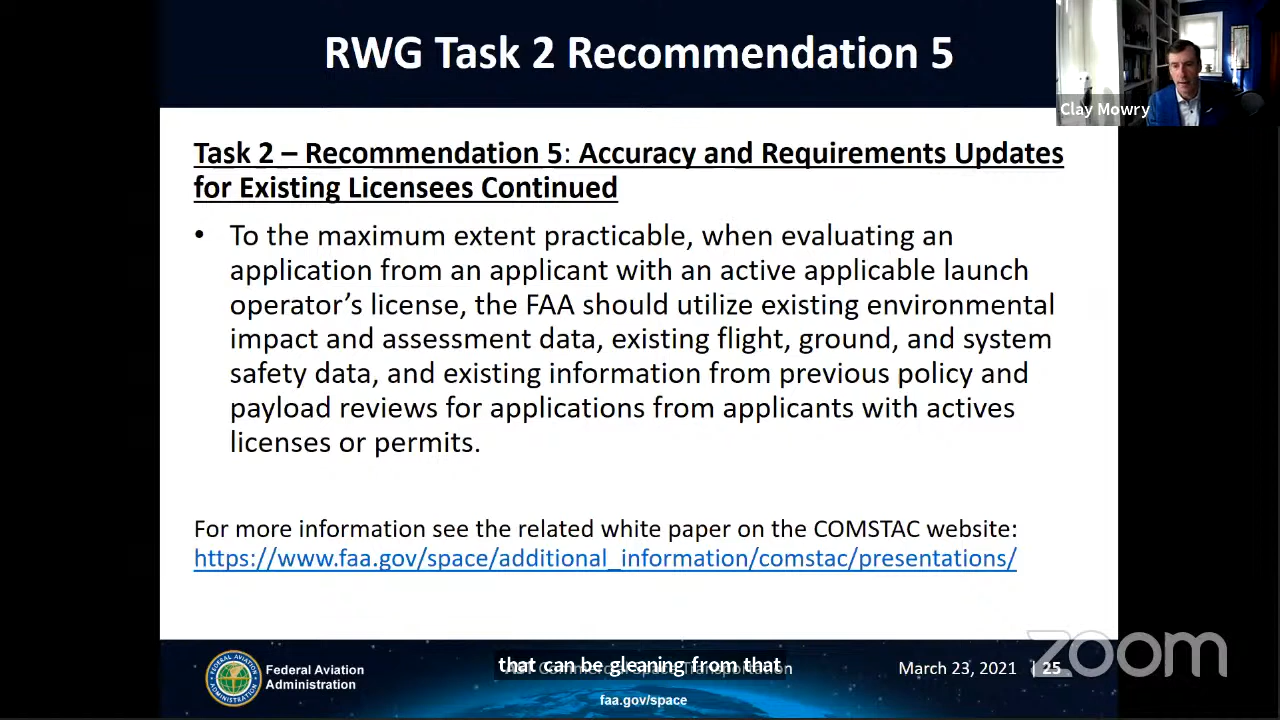 RWG Task 2 Recommendation 5
Clay Mowry
Task 2 – Recommendation 5: Accuracy and Requirements Updates
for Existing Licensees Continued
• To the maximum extent practicable, when evaluating an
application from an applicant with an active applicable launch
operator’s license, the FAA should utilize existing environmental
impact and assessment data, existing flight, ground, and system
safety data, and existing information from previous policy and
payload reviews for applications from applicants with actives
licenses or permits.
For more information see the related white paper on the COMSTAC website:
https://www.faa.gov/space/additional_information/comstac/presentations/
Federal Aviation
Administration
that can be gleaning from that
Commercial Space Transportation
faa.gov/space
March 23, 2021 | 25
zoom